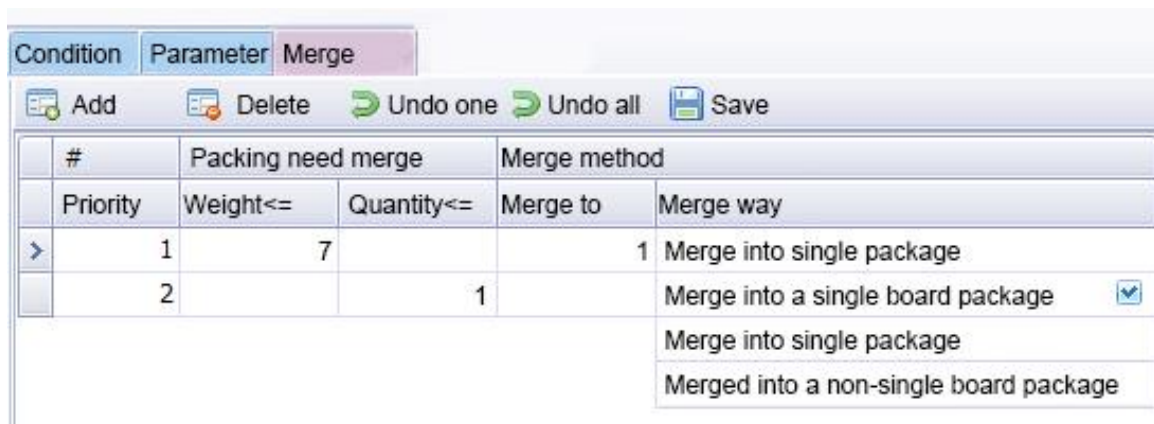 Condition Parameter Merge
Add Delete Undo one Undo all Save
# Packing need merge Merge method
Priority Weight<= Quantity<= Merge to Merge way
1 7 1 Merge into single package
2 1 Merge into a single board package
Merge into single package
Merged into a non-single board package